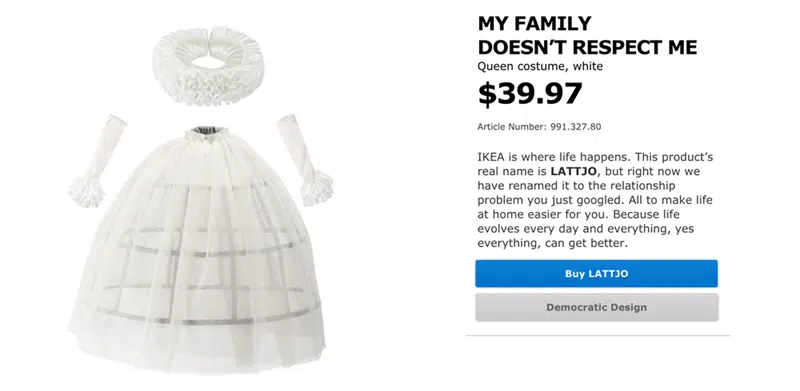 MY FAMILY
DOESN’T RESPECT ME
Queen costume, white
$39.97
Article Number: 991.327.80
IKEA is where life happens. This product’s
real name is LATTJO, but right now we
have renamed it to the relationship
problem you just googled. All to make life
at home easier for you. Because life
evolves every day and everything, yes
everything, can get better.
Buy LATTJO
Democratic Design